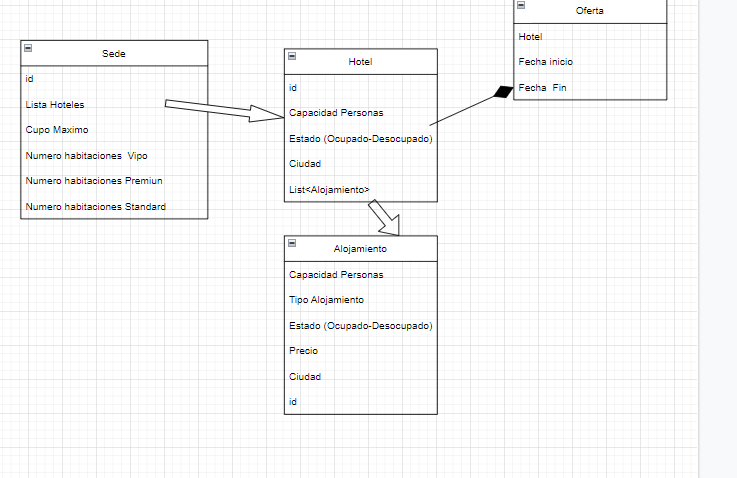 Sede
id
Lista Hoteles
Cupo Maximo
Numero habitaciones  Vipo
Numero habitaciones Premiun
Numero habitaciones Standard
Hotel
id
Capacidad Personas
Estado (Ocupado-Desocupado)
Ciudad
List<Alojamiento>
Oferta
Hotel
Fecha inicio
Fecha  Fin
Alojamiento
Capacidad Personas
Tipo Alojamiento
Estado (Ocupado-Desocupado)
Precio
Ciudad
id